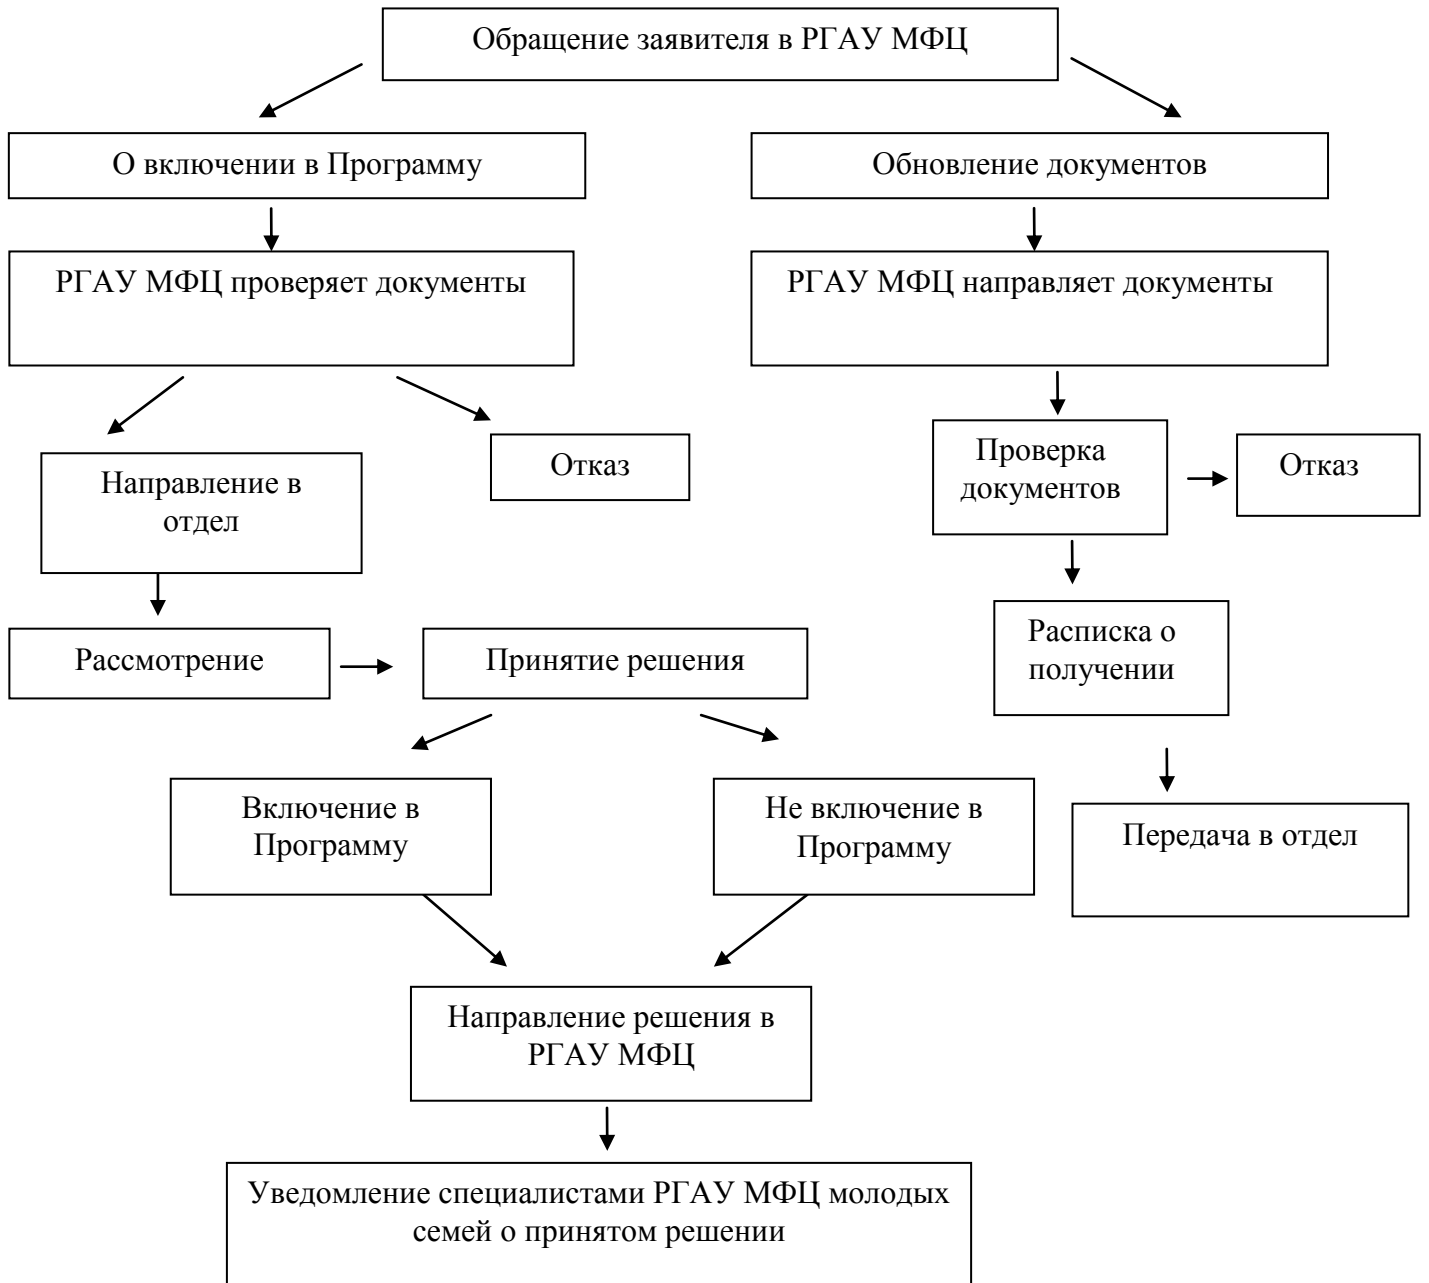 Обращение заявителя в РГАУ МФЦ
О включении в Программу
Обновление документов
РГАУ МФЦ проверяет документы
РГАУ МФЦ направляет документы
Направление в
отдел
Отказ
Проверка
документов
Отказ
Рассмотрение
Принятие решения
Расписка о
получении
Включение в
Программу
Не включение в
Программу
Передача в отдел
Направление решения в
РГАУ МФЦ
Уведомление специалистами РГАУ МФЦ молодых
семей о принятом решении